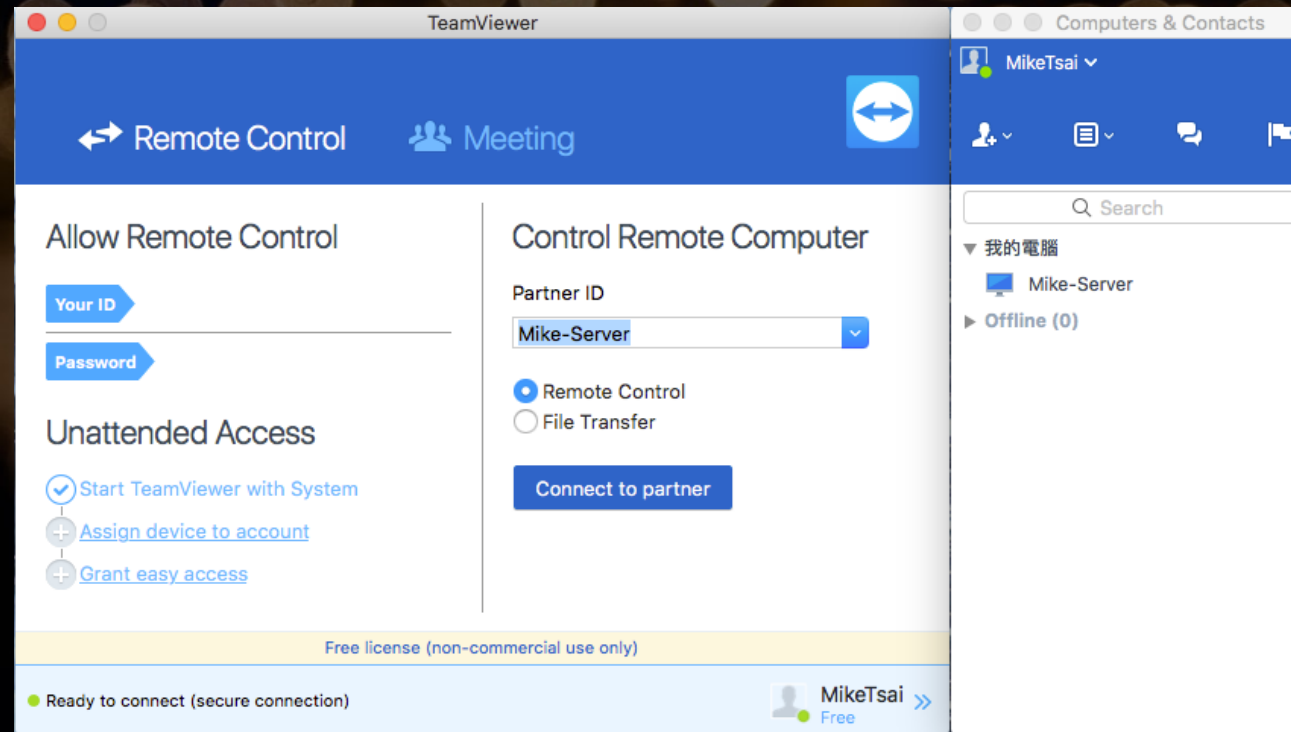 TeamViewer
Remote Control
Meeting
Allow Remote Control
Your ID
Password
Unattended Access
Start TeamViewer with System
Assign device to account
Grant easy access
Control Remote Computer
Partner ID
Mike-Server
Remote Control
File Transfer
Connect to partner
Free license (non-commercial use only)
Ready to connect (secure connection)
MikeTsai
Free
Computers & Contacts
MikeTsai
Search
我的電腦
Mike-Server
Offline (0)